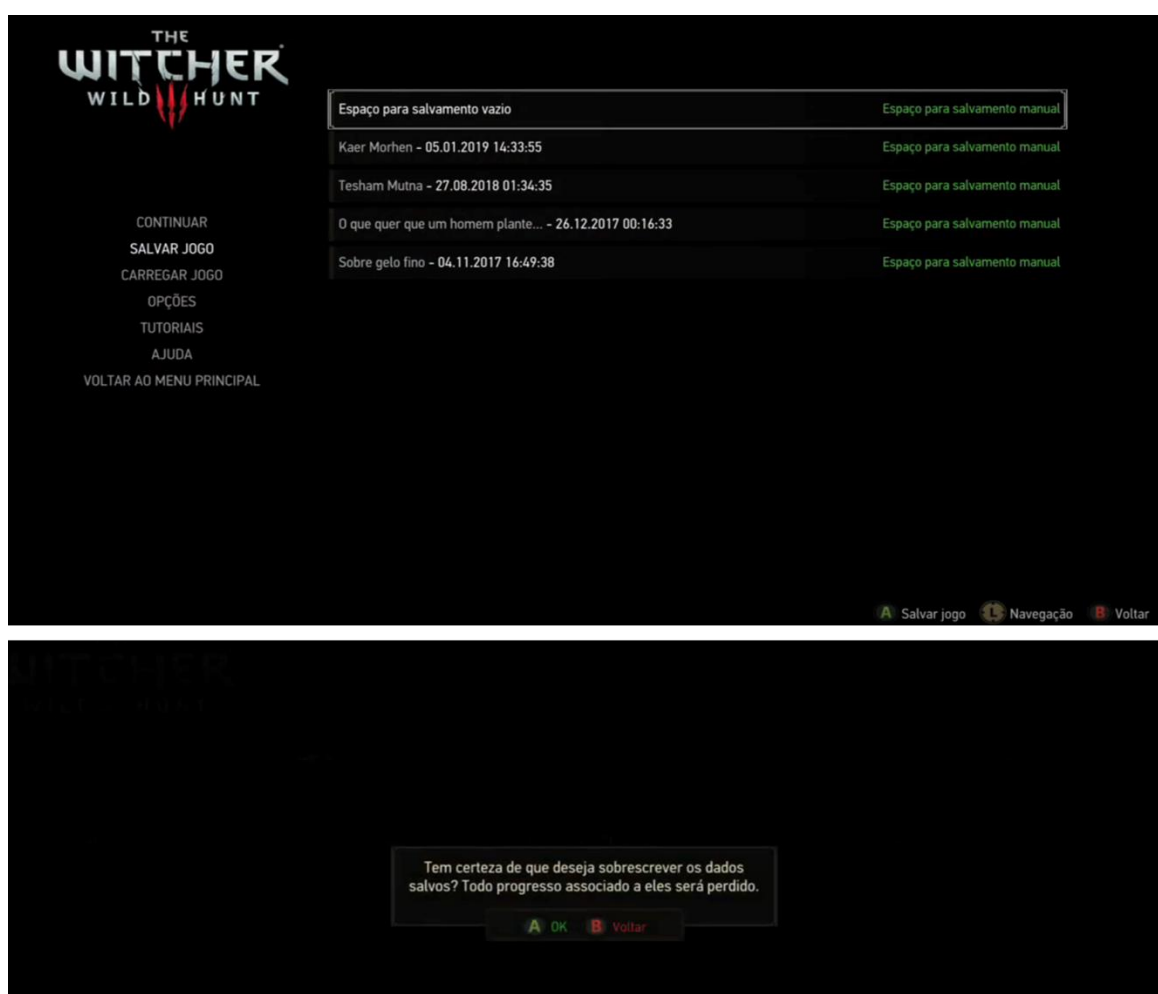 THE
WITCHER
WILD HUNT
Espaço para salvamento vazio Espaço para salvamento manual
Kaer Morhen - 05.01.2019 14:33:55 Espaço para salvamento manual
Tesham Mutna - 27.08.2018 01:34:35 Espaço para salvamento manual
O que quer que um homem plante... - 26.12.2017 00:16:33 Espaço para salvamento manual
Sobre gelo fino - 04.11.2017 16:49:38 Espaço para salvamento manual
CONTINUAR
SALVAR JOGO
CARREGAR JOGO
OPÇÕES
TUTORIAIS
AJUDA
VOLTAR AO MENU PRINCIPAL
A Salvar jogo L Navegação B Voltar
WITCHER
WILD HUNT
Tem certeza de que deseja sobrescrever os dados
salvos? Todo progresso associado a eles será perdido.
A OK B Voltar